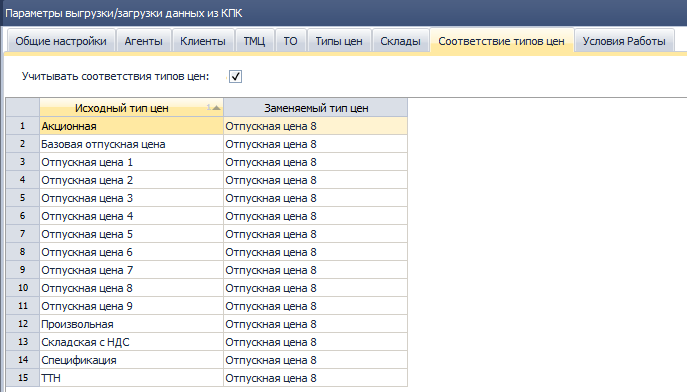 Параметры выгрузки/загрузки данных из КПК
Общие настройки Агенты Клиенты ТМЦ ТО Типы цен Склады Соответствие типов цен Условия Работы
Учитывать соответствия типов цен:
Исходный тип цен Заменяемый тип цен
1 Акционная Отпускная цена 8
2 Базовая отпускная цена Отпускная цена 8
3 Отпускная цена 1 Отпускная цена 8
4 Отпускная цена 2 Отпускная цена 8
5 Отпускная цена 3 Отпускная цена 8
6 Отпускная цена 4 Отпускная цена 8
7 Отпускная цена 5 Отпускная цена 8
8 Отпускная цена 6 Отпускная цена 8
9 Отпускная цена 7 Отпускная цена 8
10 Отпускная цена 8 Отпускная цена 8
11 Отпускная цена 9 Отпускная цена 8
12 Произвольная Отпускная цена 8
13 Складская с НДС Отпускная цена 8
14 Спецификация Отпускная цена 8
15 ТТН Отпускная цена 8